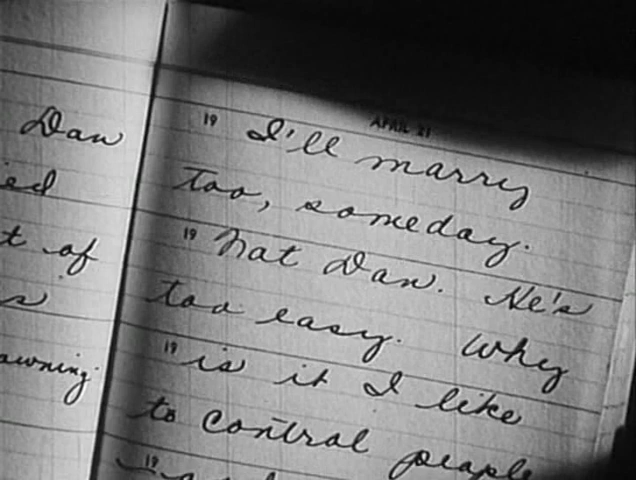 Dan
ed
t of
s
awning.
APRIL 21
19 I'll marry
too, someday.
19 Not Dan. He's
too easy. Why
19 is it I like
to control people
19